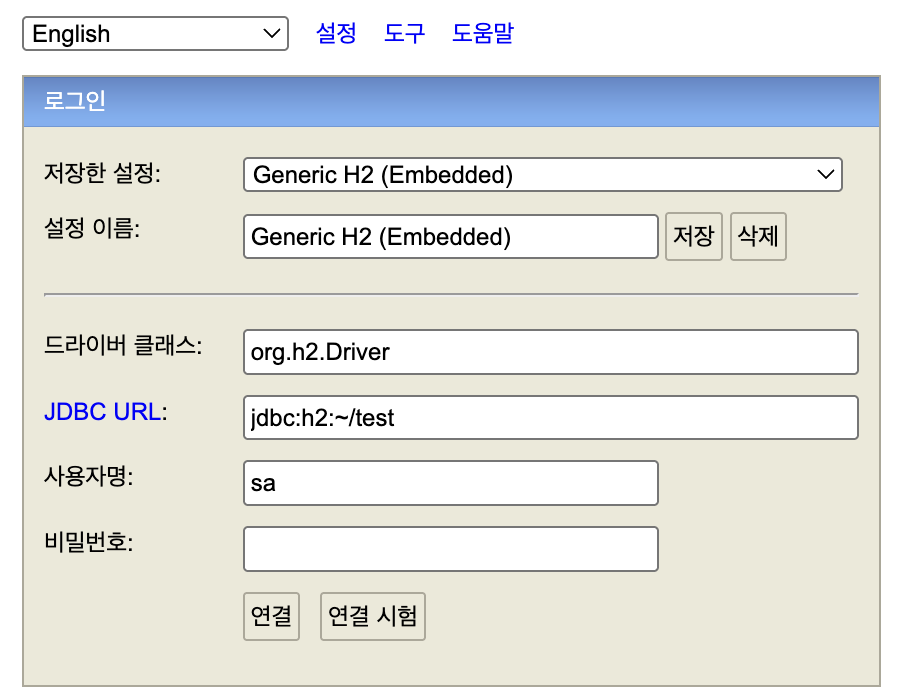 English 설정 도구 도움말
로그인
저장한 설정: Generic H2 (Embedded)
설정 이름: Generic H2 (Embedded) 저장 삭제
드라이버 클래스: org.h2.Driver
JDBC URL: jdbc:h2:~/test
사용자명: sa
비밀번호:
연결 연결 시험